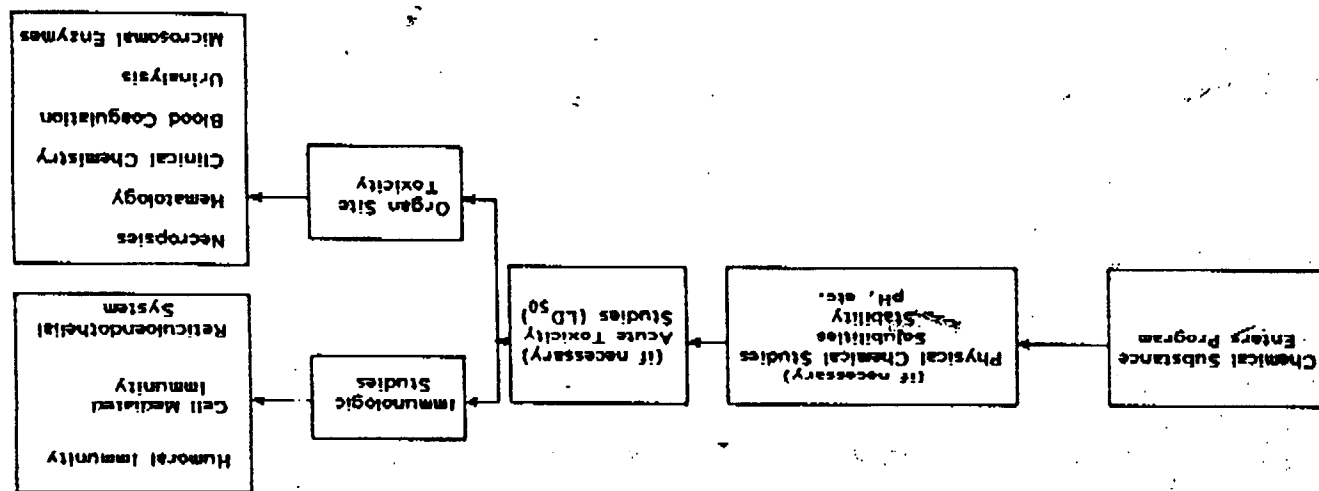 Chemical Substance
Enters Program
(if necessary)
Physical Chemical Studies
Solubilities
Stability
pH, etc.
(if necessary)
Acute Toxicity
Studies (LD50)
Immunologic
Studies
Humoral Immunity
Cell Mediated
Immunity
Reticuloendothelial
System
Organ Site
Toxicity
Necropsies
Hematology
Clinical Chemistry
Blood Coagulation
Urinalysis
Microsomal Enzymes